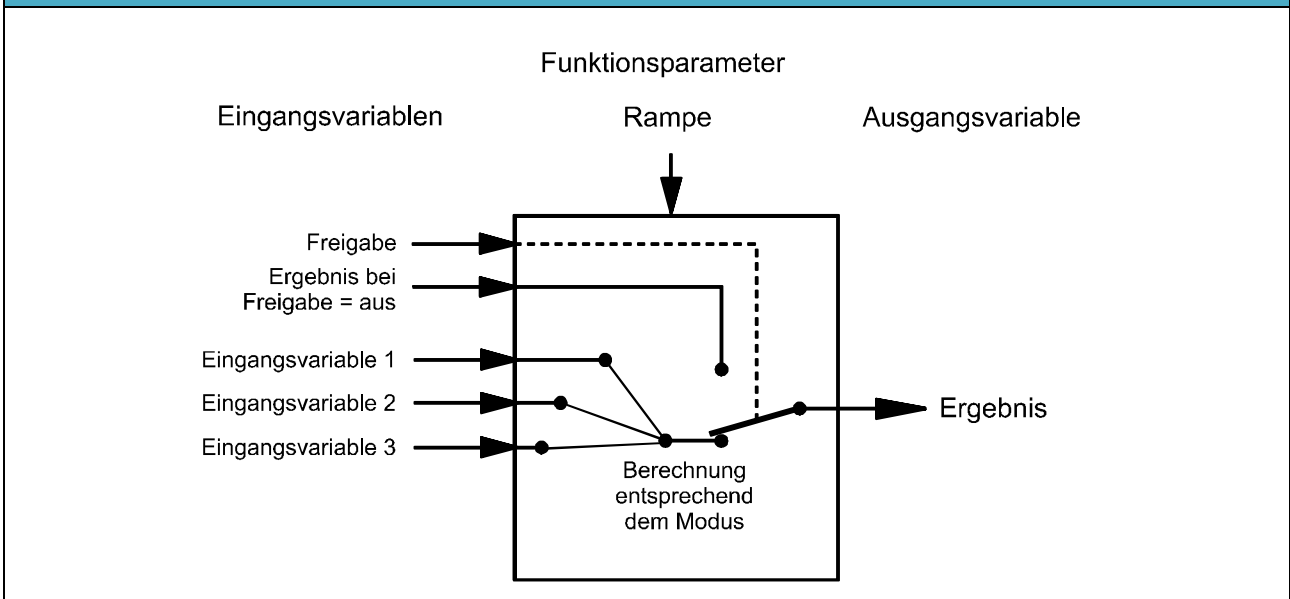 Funktionsparameter
Eingangsvariablen
Rampe
Ausgangsvariable
Freigabe
Ergebnis bei
Freigabe = aus
Eingangsvariable 1
Eingangsvariable 2
Eingangsvariable 3
Ergebnis
Berechnung
entsprechend
dem Modus